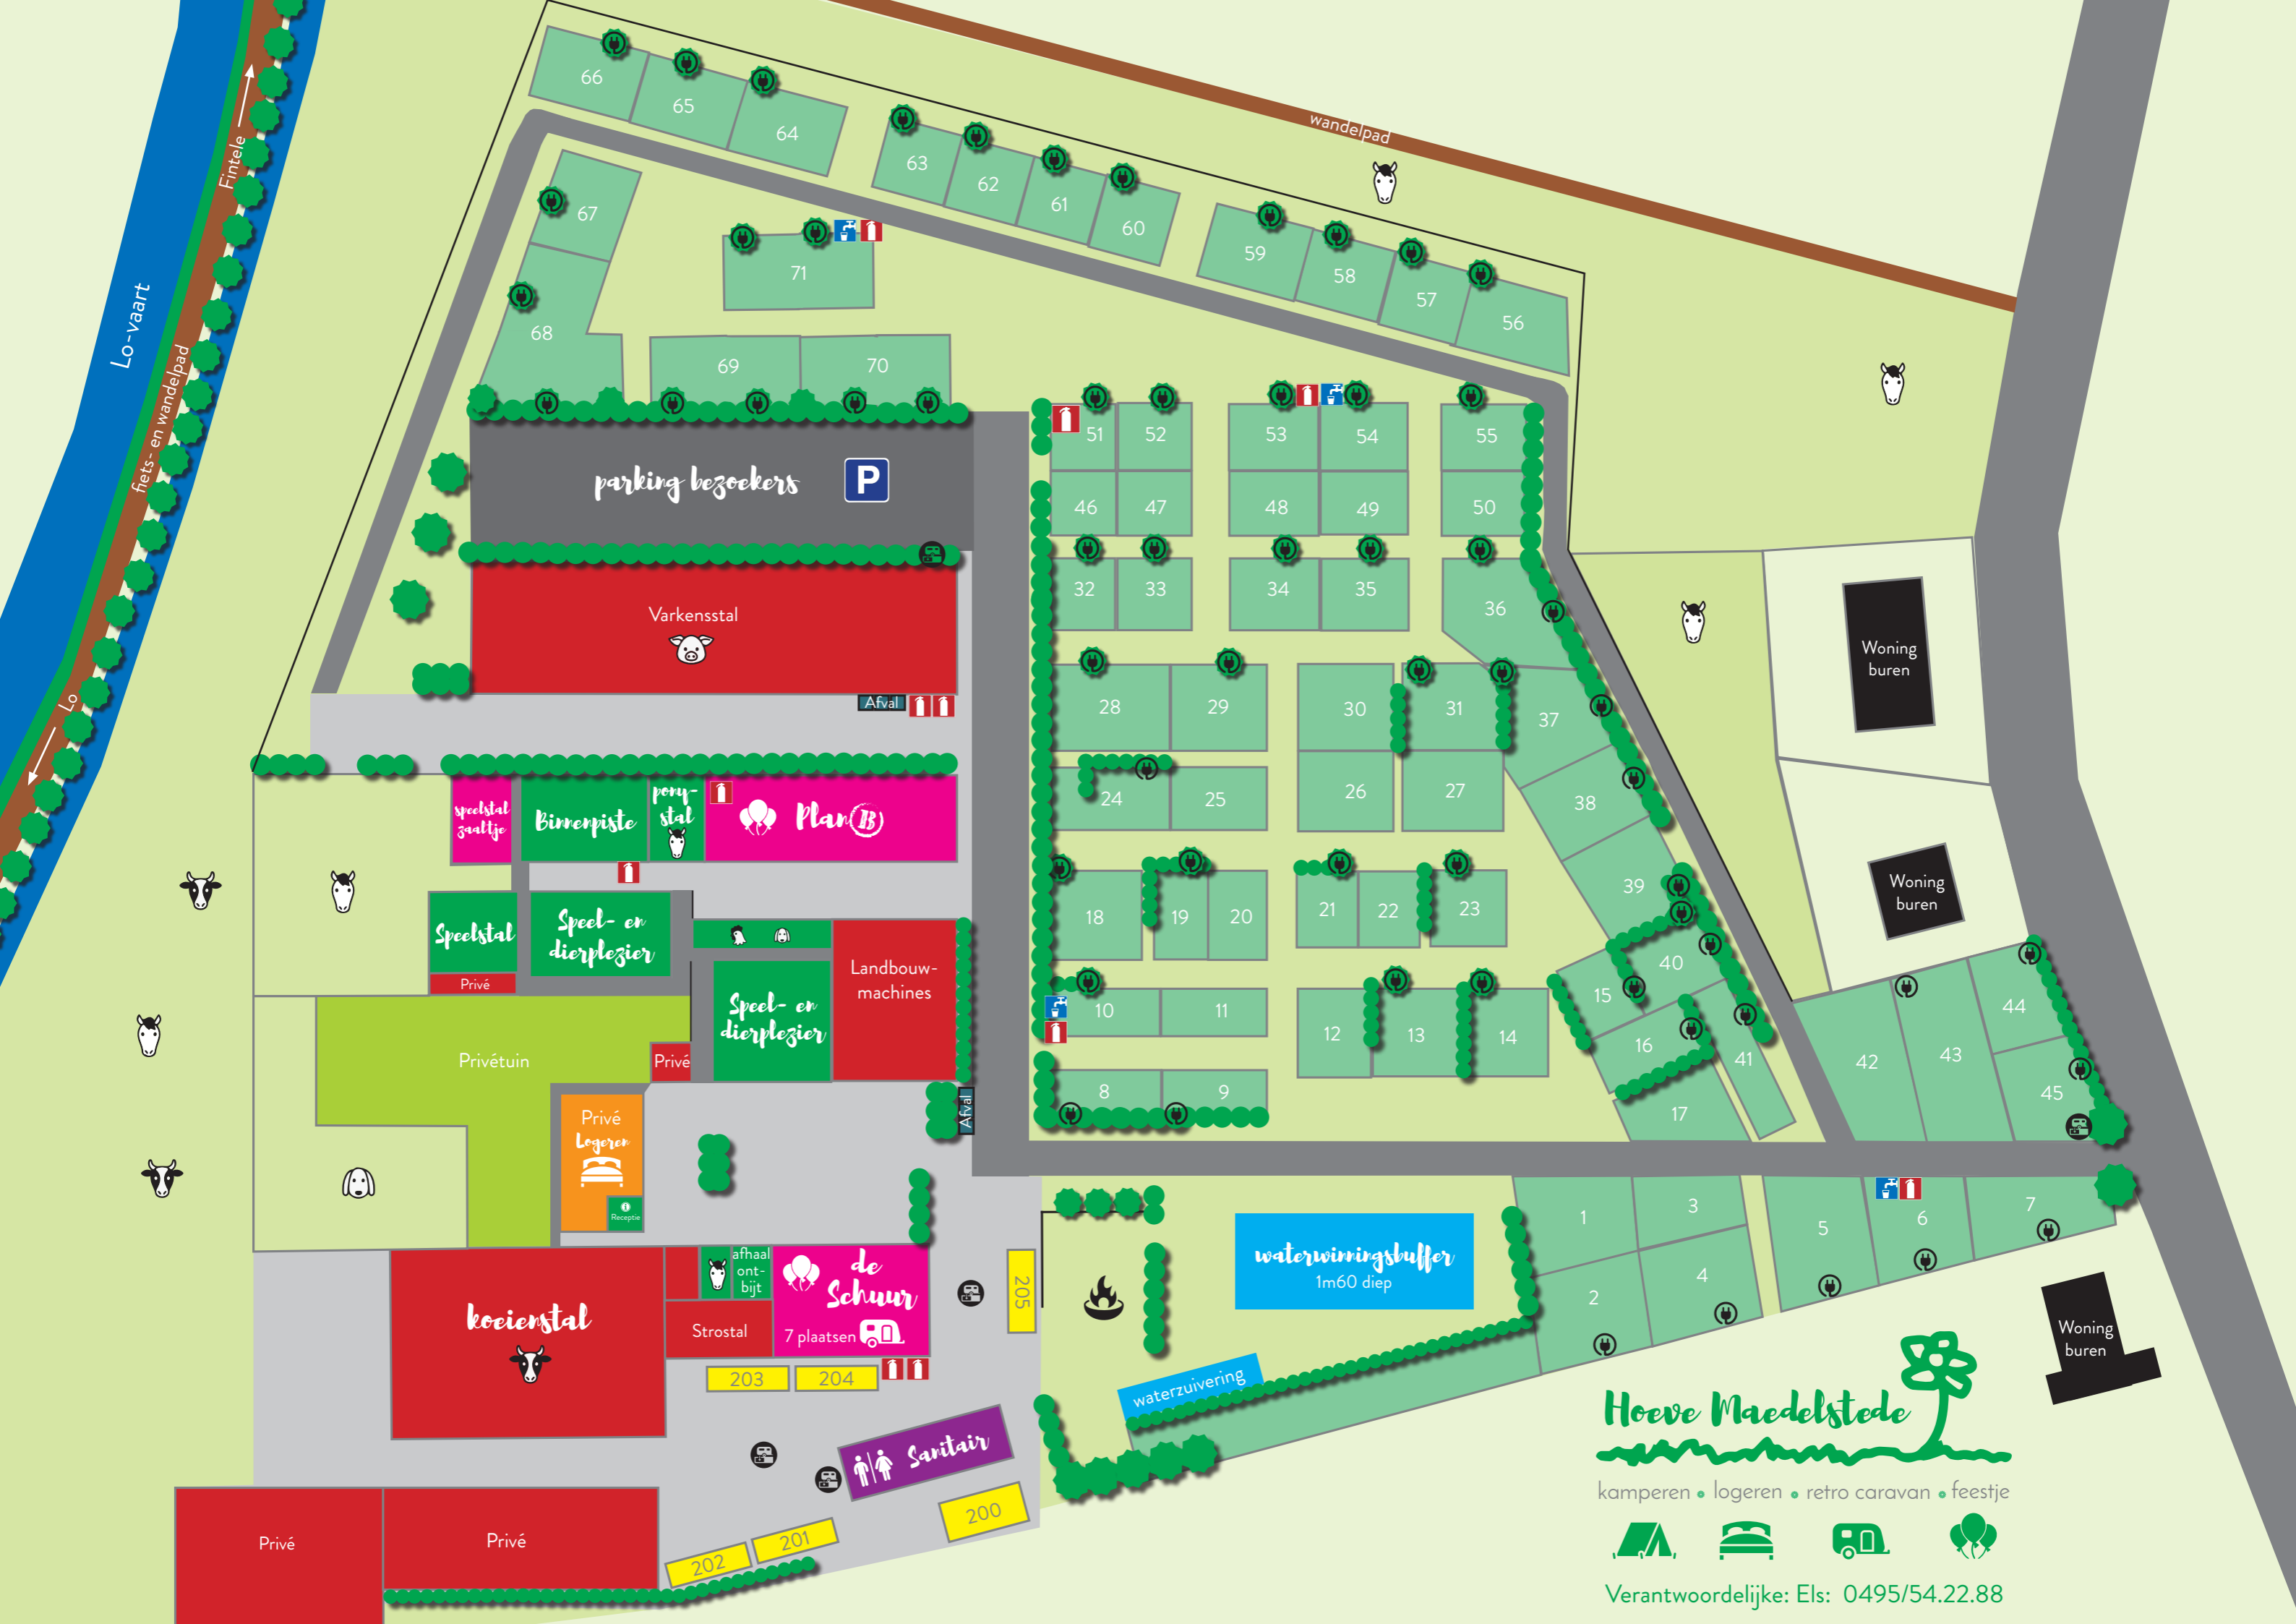 Fintele
Lo-vaart
fiets- en wandelpad
Lo
wandelpad
66
65
64
63
62
61
60
59
58
57
56
67
68
71
69
70
parking bezoekers
P
51
52
53
54
55
46
47
48
49
50
Varkensstal
32
33
34
35
36
Afval
28
29
30
31
37
24
25
26
27
38
Woning
buren
Woning
buren
speelstal
zaaltje
Binnenpiste
pony-
stal
Plan B
Speelstal
Privé
Speel- en
dierplezier
Speel- en
dierplezier
Landbouw-
machines
18
19
20
21
22
23
39
40
10
11
12
13
14
15
16
41
42
43
44
45
8
9
17
Privétuin
Privé
Privé
Logeren
Receptie
Afval
koeienstal
afhaal
ont-
bijt
de
Schuur
7 plaatsen
Strostal
203
204
205
waterwinningsbuffer
1m60 diep
waterzuivering
1
3
2
4
5
6
7
Woning
buren
Sanitair
200
201
202
Privé
Privé
Hoeve Maedelstede
kamperen • logeren • retro caravan • feestje
Verantwoordelijke: Els: 0495/54.22.88